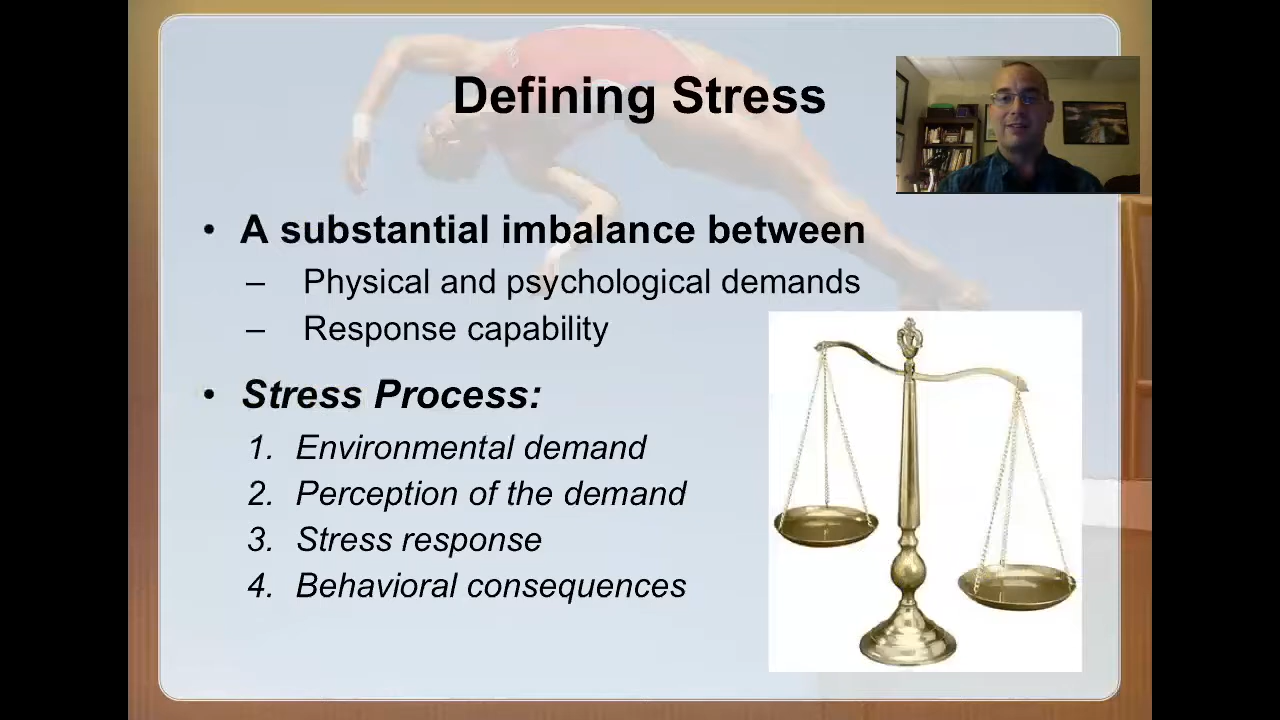 Defining Stress
• A substantial imbalance between
– Physical and psychological demands
– Response capability
• Stress Process:
1. Environmental demand
2. Perception of the demand
3. Stress response
4. Behavioral consequences